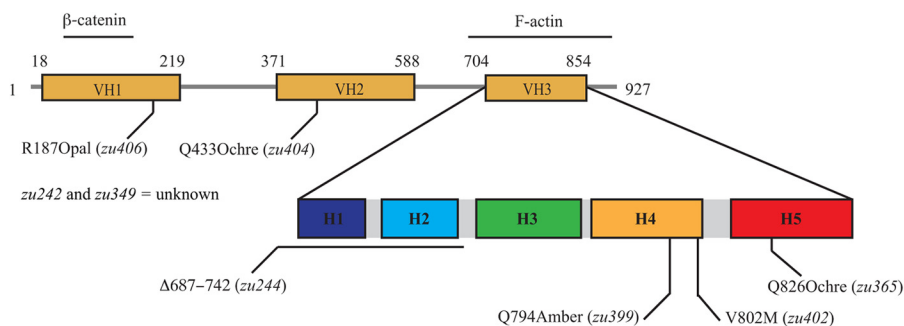 β-catenin
F-actin
18 219 371 588 704 854
1 VH1 VH2 VH3 927
R187Opal (zu406) Q433Ochre (zu404)
zu242 and zu349 = unknown
H1 H2 H3 H4 H5
Δ687–742 (zu244)
Q826Ochre (zu365)
Q794Amber (zu399) V802M (zu402)